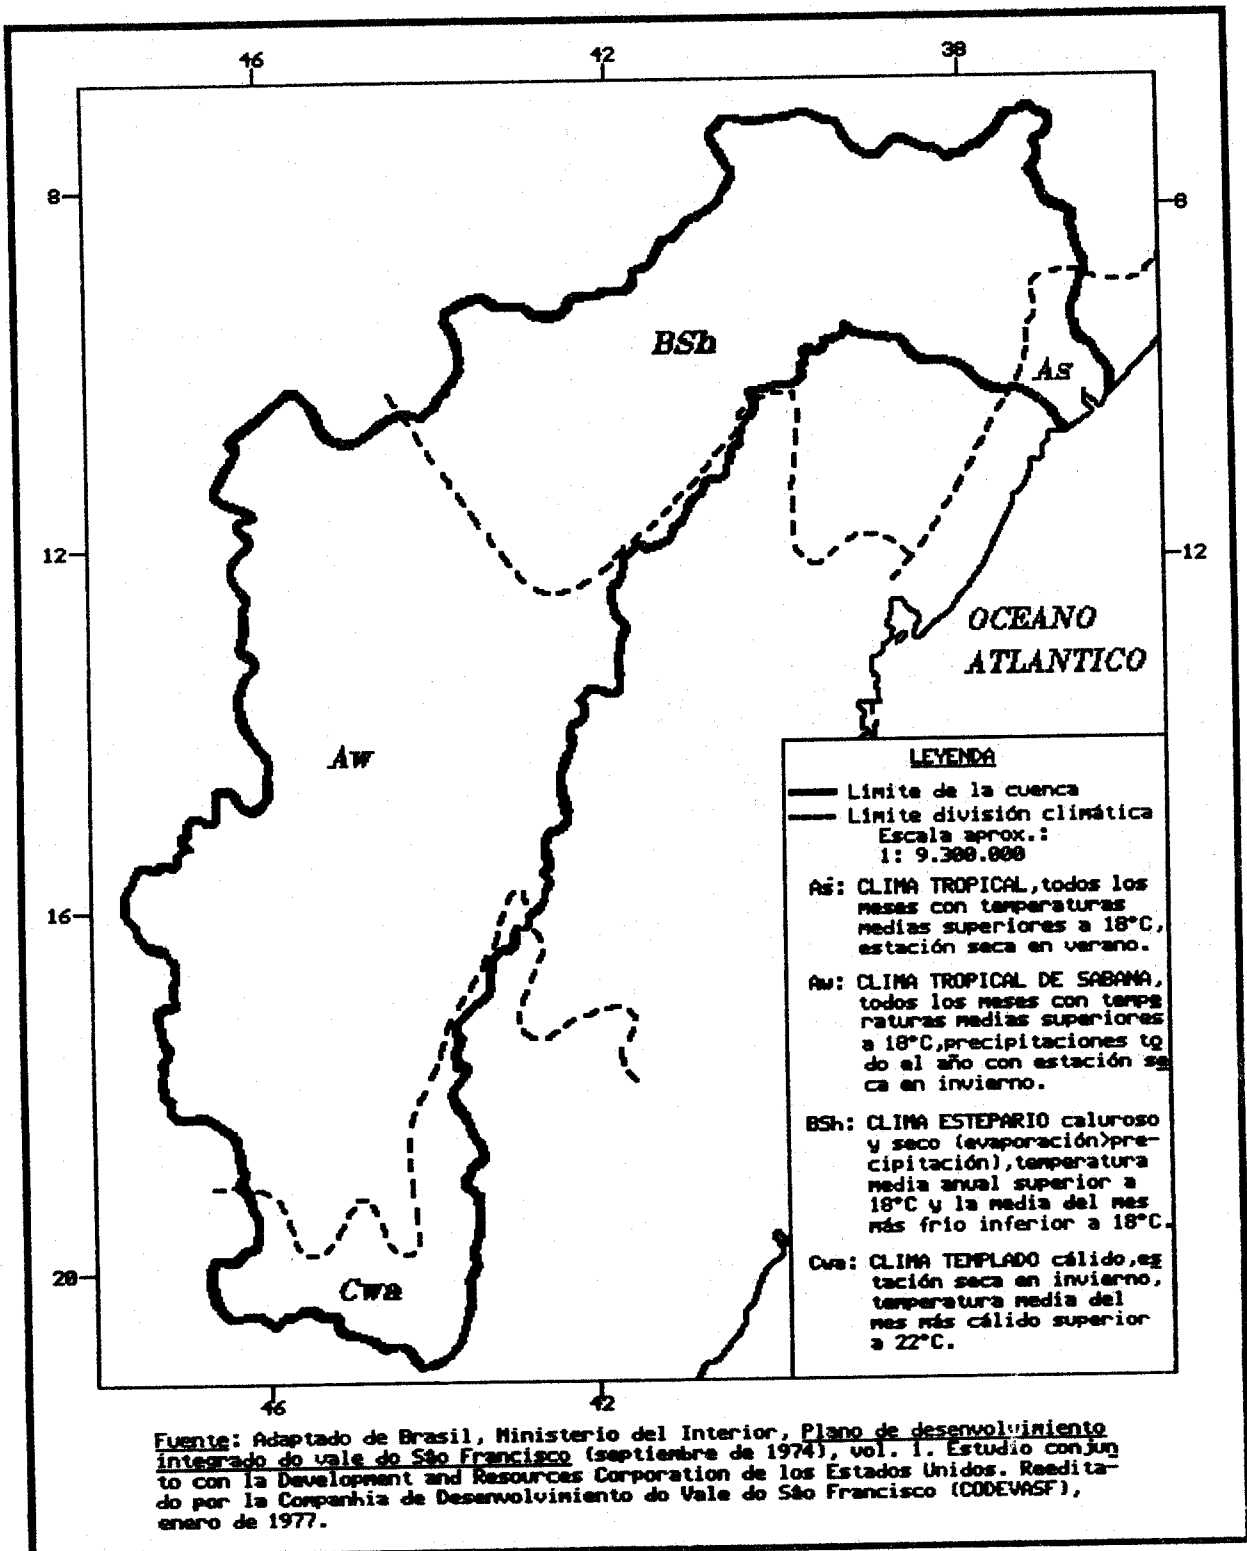 46
42
38
8
8
BSh
As
12
12
OCEANO
ATLANTICO
Aw
LEYENDA
Límite de la cuenca
Límite división climática
Escala aprox.:
1: 9.300.000
As: CLIMA TROPICAL, todos los
meses con temperaturas
medias superiores a 18°C,
estación seca en verano.
16
Aw: CLIMA TROPICAL DE SABANA,
todos los meses con tempe
raturas medias superiores
a 18°C, precipitaciones to
do el año con estación se
ca en invierno.
BSh: CLIMA ESTEPARIO caluroso
y seco (evaporación>pre-
cipitación), temperatura
media anual superior a
18°C y la media del mes
más frío inferior a 18°C.
20
Cwa
Cwa: CLIMA TEMPLADO cálido, es
tación seca en invierno,
temperatura media del
mes más cálido superior
a 22°C.
46
42
Fuente: Adaptado de Brasil, Ministerio del Interior, Plano de desenvolvimiento
integrado do vale do São Francisco (septiembre de 1974), vol. 1. Estudio conjun
to con la Development and Resources Corporation de los Estados Unidos. Reedita-
do por la Companhia de Desenvolvimiento do Vale do São Francisco (CODEVASF),
enero de 1977.